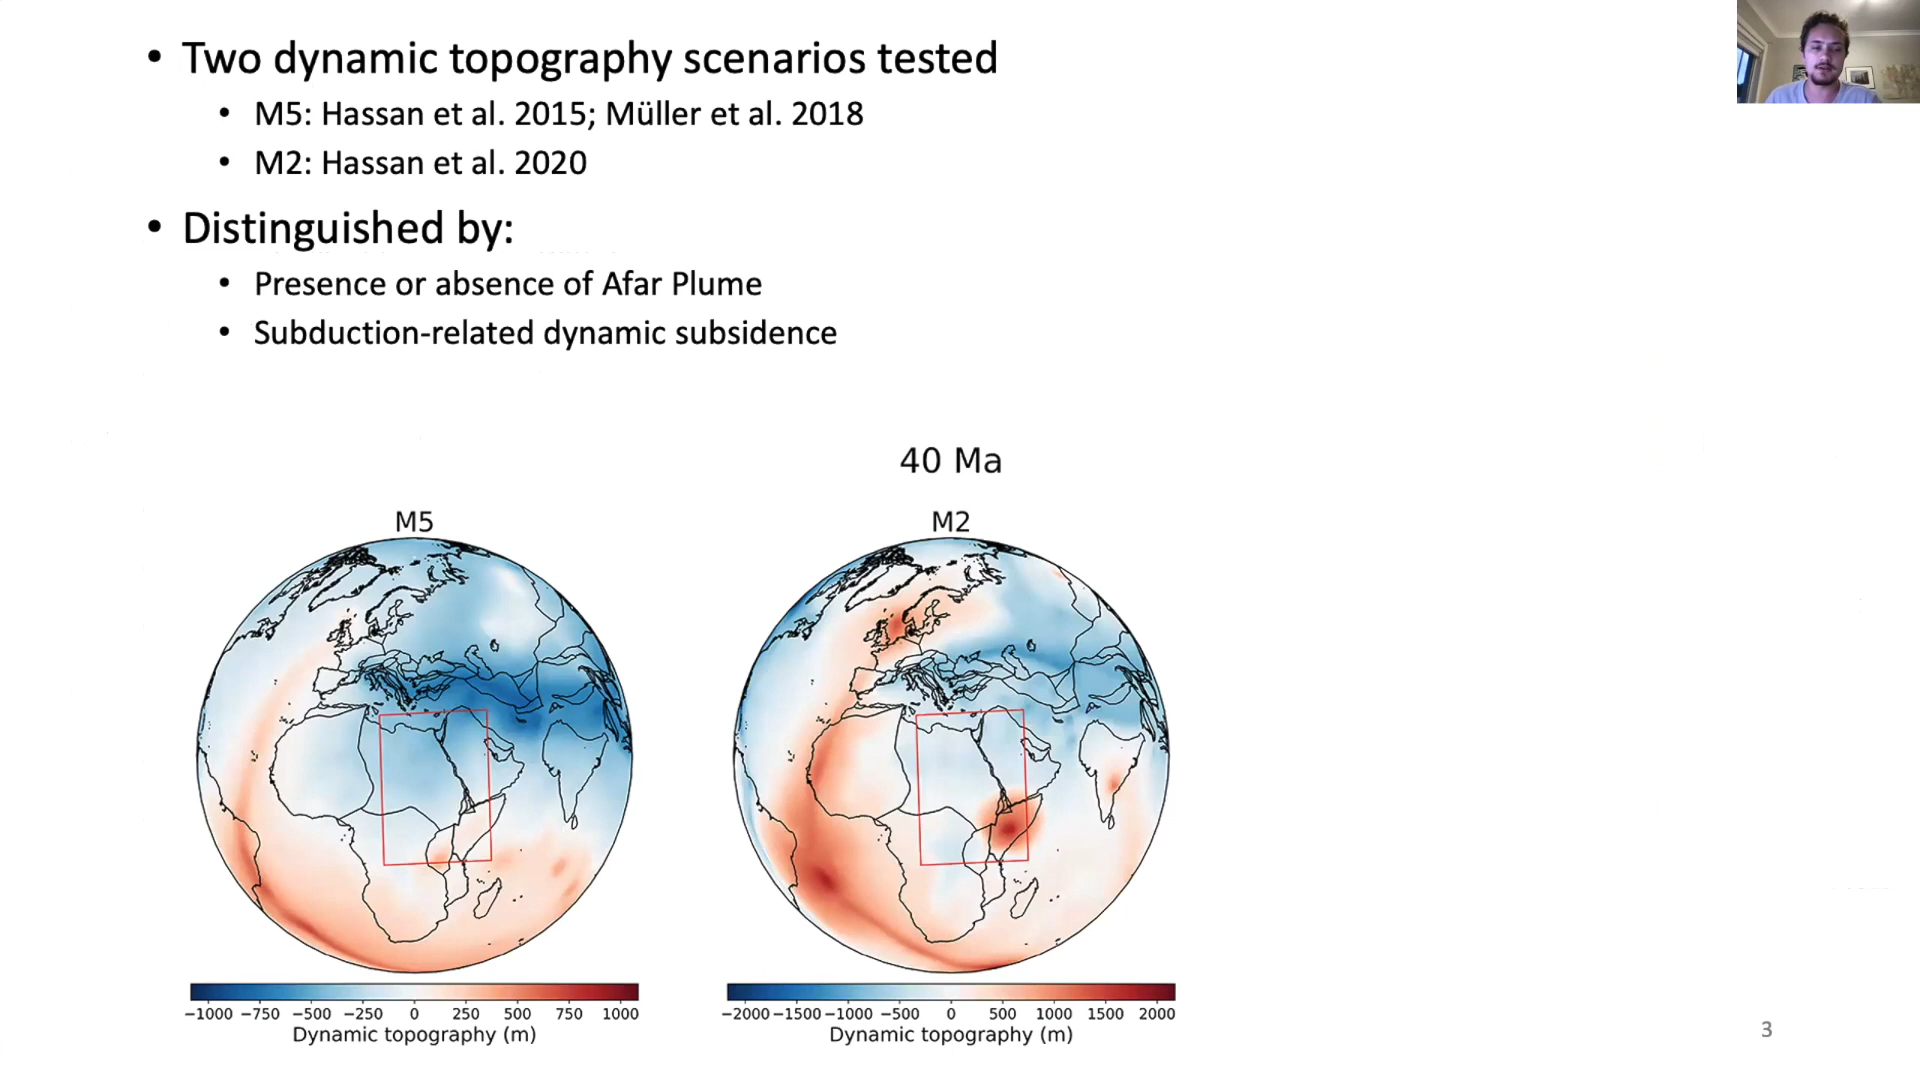 • Two dynamic topography scenarios tested
• M5: Hassan et al. 2015; Müller et al. 2018
• M2: Hassan et al. 2020
• Distinguished by:
• Presence or absence of Afar Plume
• Subduction-related dynamic subsidence
40 Ma
M5
M2
−1000 −750 −500 −250 0 250 500 750 1000
Dynamic topography (m)
−2000 −1500 −1000 −500 0 500 1000 1500 2000
Dynamic topography (m)
3